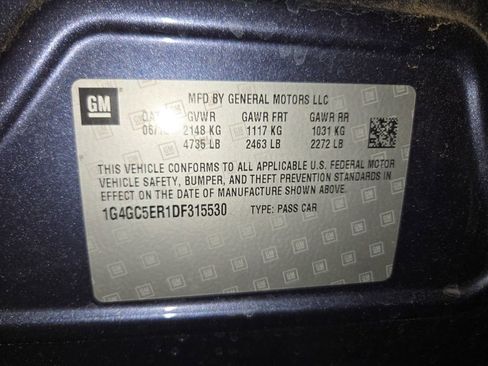 GM
MFD BY GENERAL MOTORS LLC
GVWR GAWR FRT GAWR RR
2148 KG 1117 KG 1031 KG
4735 LB 2463 LB 2272 LB
THIS VEHICLE CONFORMS TO ALL APPLICABLE U.S. FEDERAL MOTOR
VEHICLE SAFETY, BUMPER, AND THEFT PREVENTION STANDARDS IN
EFFECT ON THE DATE OF MANUFACTURE SHOWN ABOVE.
1G4GC5ER1DF315530 TYPE: PASS CAR